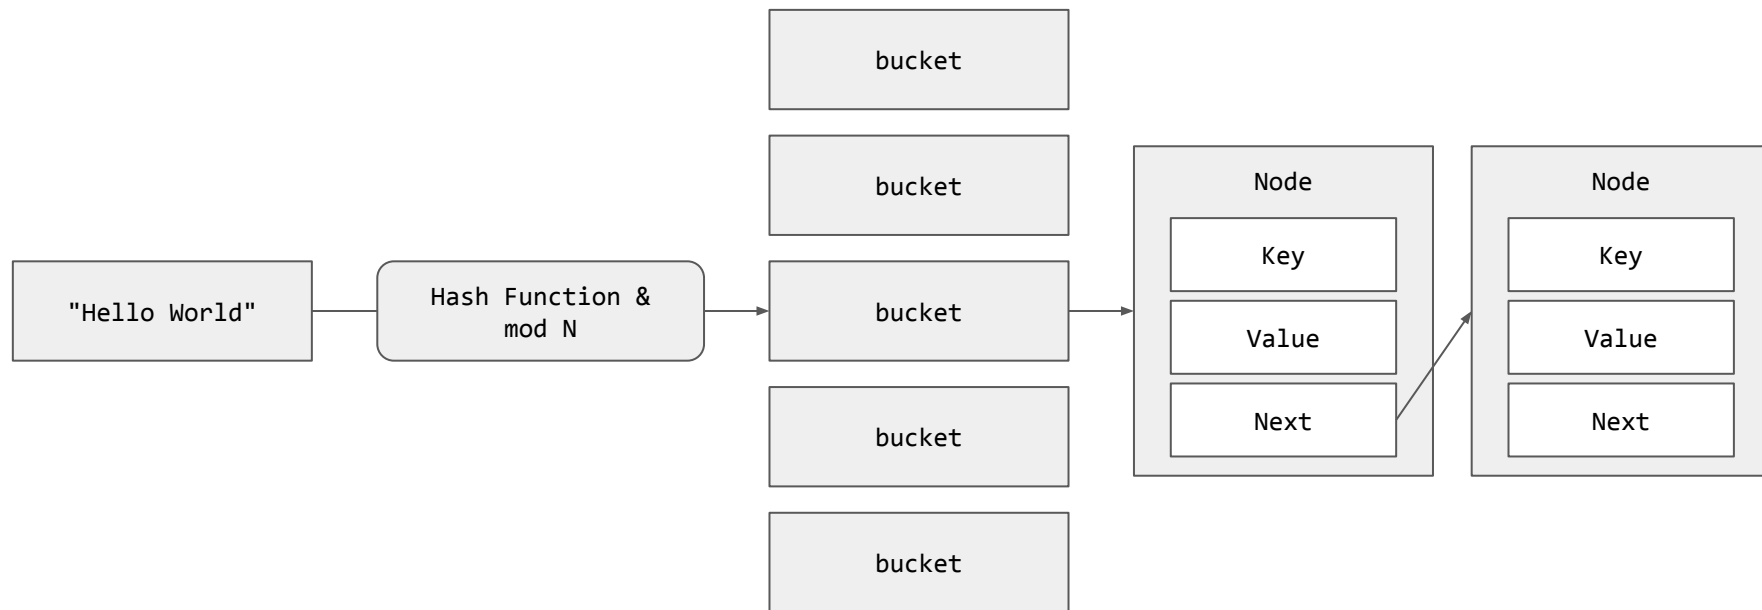 "Hello World"
Hash Function &
mod N
bucket
bucket
bucket
bucket
bucket
Node
Key
Value
Next
Node
Key
Value
Next